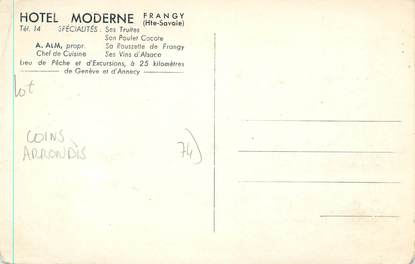 HOTEL MODERNE FRANGY
(Hte-Savoie)
Tél. 14 SPÉCIALITÉS : Ses Truites
Son Poulet Cocote
A. ALM, propr. Sa Roussette de Frangy
Chef de Cuisine Ses Vins d'Alsace
Lieu de Pêche et d'Excursions, à 25 kilomètres
de Genève et d'Annecy
lot
COINS
ARRONDIS
74)